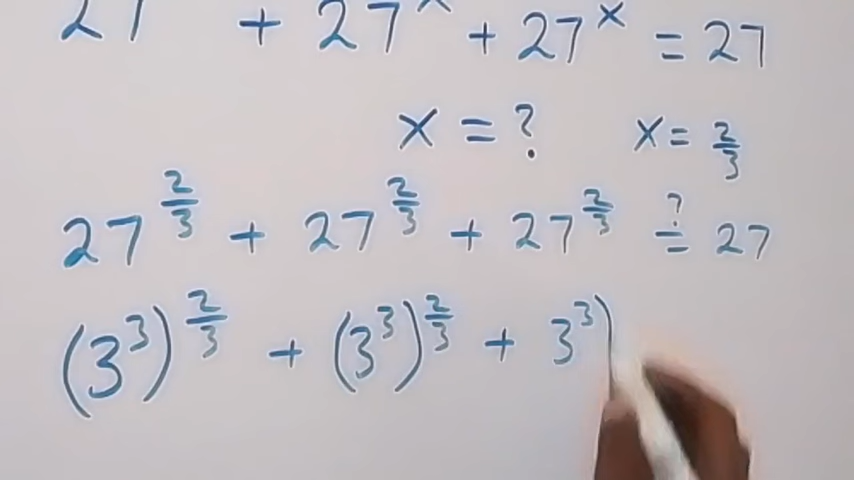 27 + 27^x + 27^x = 27
x = ? x = 2/3
27^(2/3) + 27^(2/3) + 27^(2/3) ?= 27
(3^3)^(2/3) + (3^3)^(2/3) + 3^3)